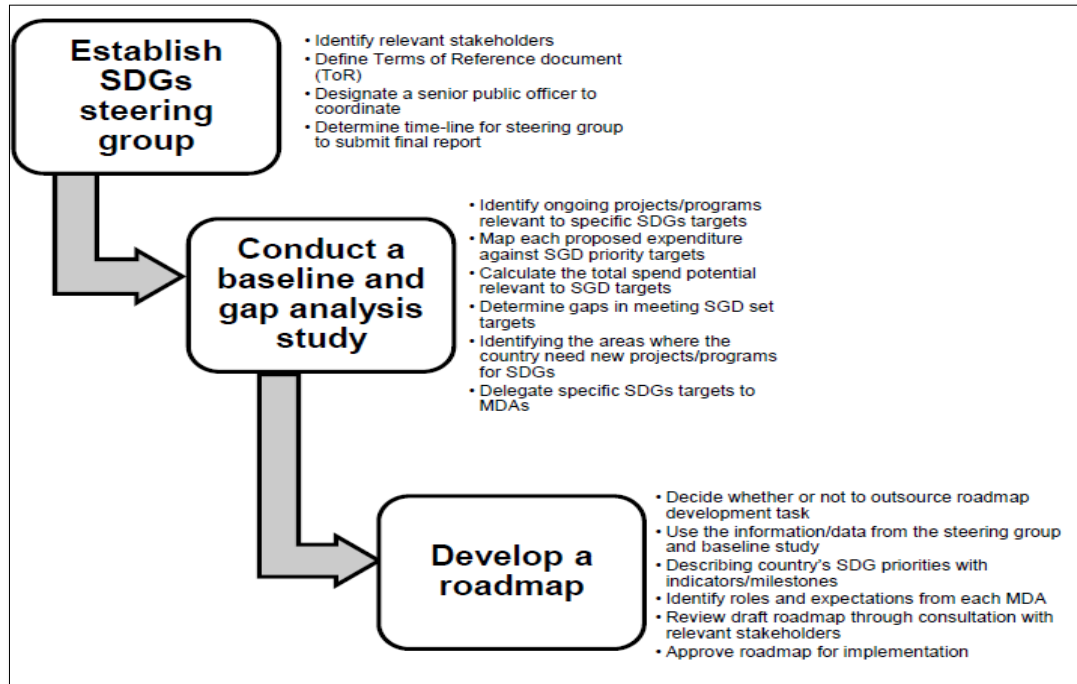 Establish
SDGs
steering
group
• Identify relevant stakeholders
• Define Terms of Reference document
(ToR)
• Designate a senior public officer to
coordinate
• Determine time-line for steering group
to submit final report
Conduct a
baseline and
gap analysis
study
• Identify ongoing projects/programs
relevant to specific SDGs targets
• Map each proposed expenditure
against SGD priority targets
• Calculate the total spend potential
relevant to SGD targets
• Determine gaps in meeting SGD set
targets
• Identifying the areas where the
country need new projects/programs
for SDGs
• Delegate specific SDGs targets to
MDAs
Develop a
roadmap
• Decide whether or not to outsource roadmap
development task
• Use the information/data from the steering group
and baseline study
• Describing country's SDG priorities with
indicators/milestones
• Identify roles and expectations from each MDA
• Review draft roadmap through consultation with
relevant stakeholders
• Approve roadmap for implementation